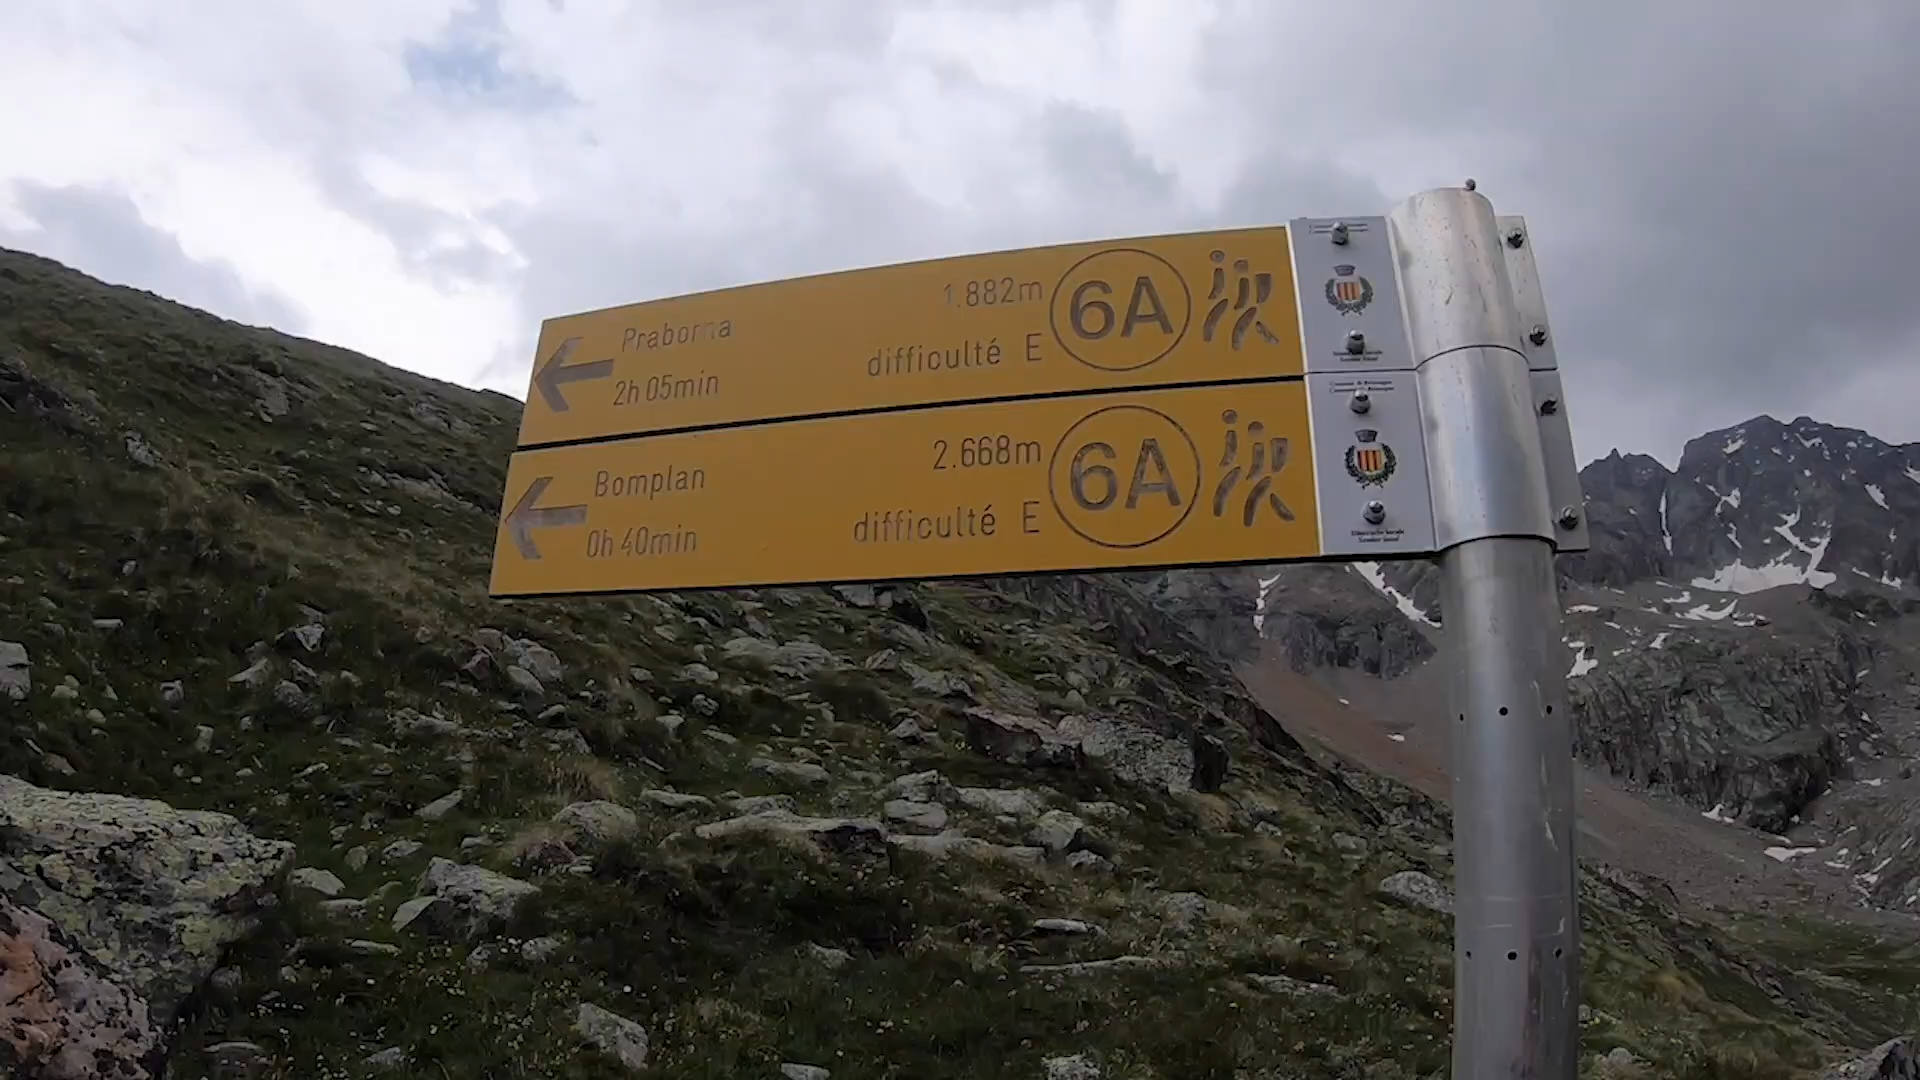 Praborna 1.882m
2h 05min difficulté E
6A
Bomplan 2.668m
0h 40min difficulté E
6A